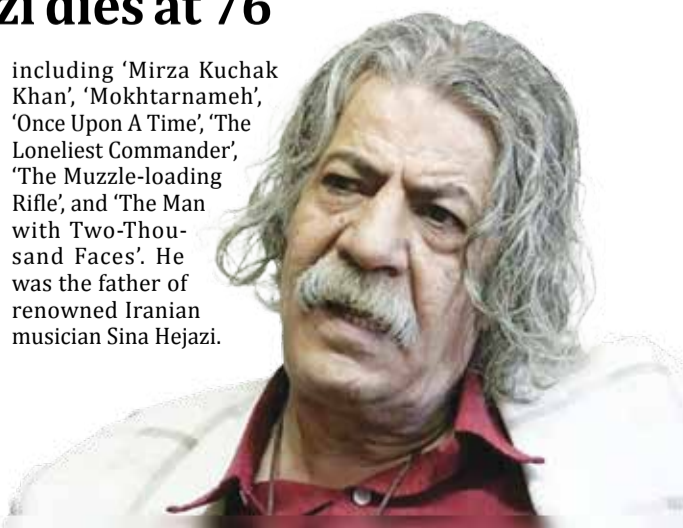 zi dies at 76
including ‘Mirza Kuchak
Khan’, ‘Mokhtarnameh’,
‘Once Upon A Time’, ‘The
Loneliest Commander’,
‘The Muzzle-loading
Rifle’, and ‘The Man
with Two-Thou-
sand Faces’. He
was the father of
renowned Iranian
musician Sina Hejazi.